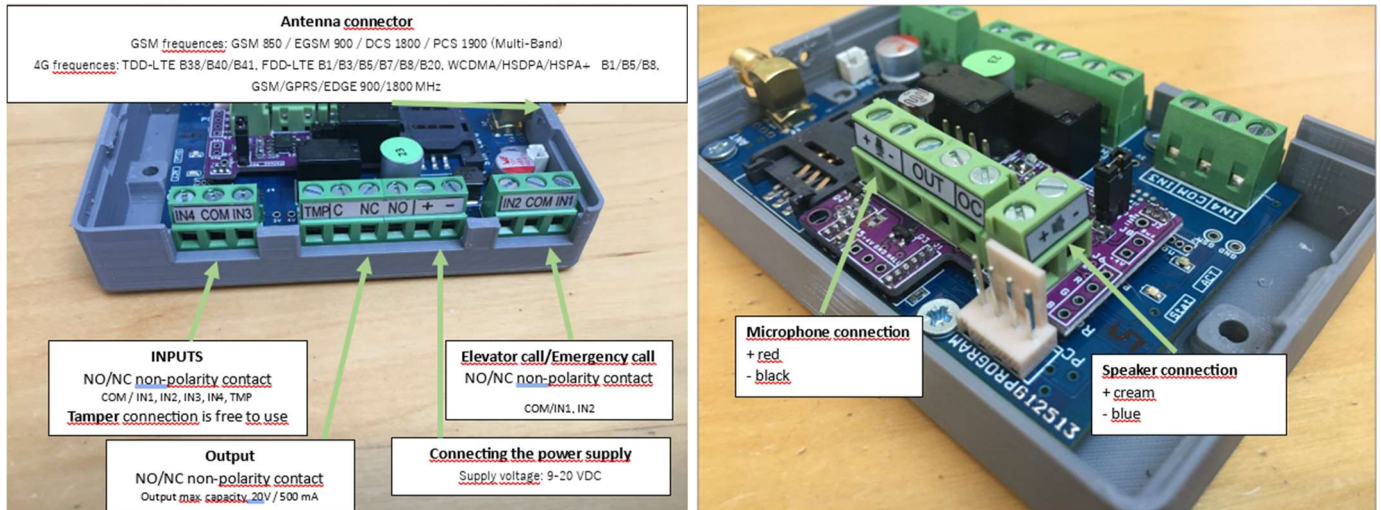 Antenna connector
GSM frequences: GSM 850 / EGSM 900 / DCS 1800 / PCS 1900 (Multi-Band)
4G frequences: TDD-LTE B38/B40/B41, FDD-LTE B1/B3/B5/B7/B8/B20, WCDMA/HSDPA/HSPA+ B1/B5/B8,
GSM/GPRS/EDGE 900/1800 MHz
23
IN4 COM IN3
TMP C NC NO + -
IN2 COM IN1
INPUTS
NO/NC non-polarity contact
COM / IN1, IN2, IN3, IN4, TMP
Tamper connection is free to use
Elevator call/Emergency call
NO/NC non-polarity contact
COM/IN1, IN2
Output
NO/NC non-polarity contact
Output max. capacity 20V / 500 mA
Connecting the power supply
Supply voltage: 9-20 VDC
23
+ -
OUT
OC
+ -
IN4 COM IN3
Stat
ACT
PROGRAM
Microphone connection
+ red
- black
Speaker connection
+ cream
- blue